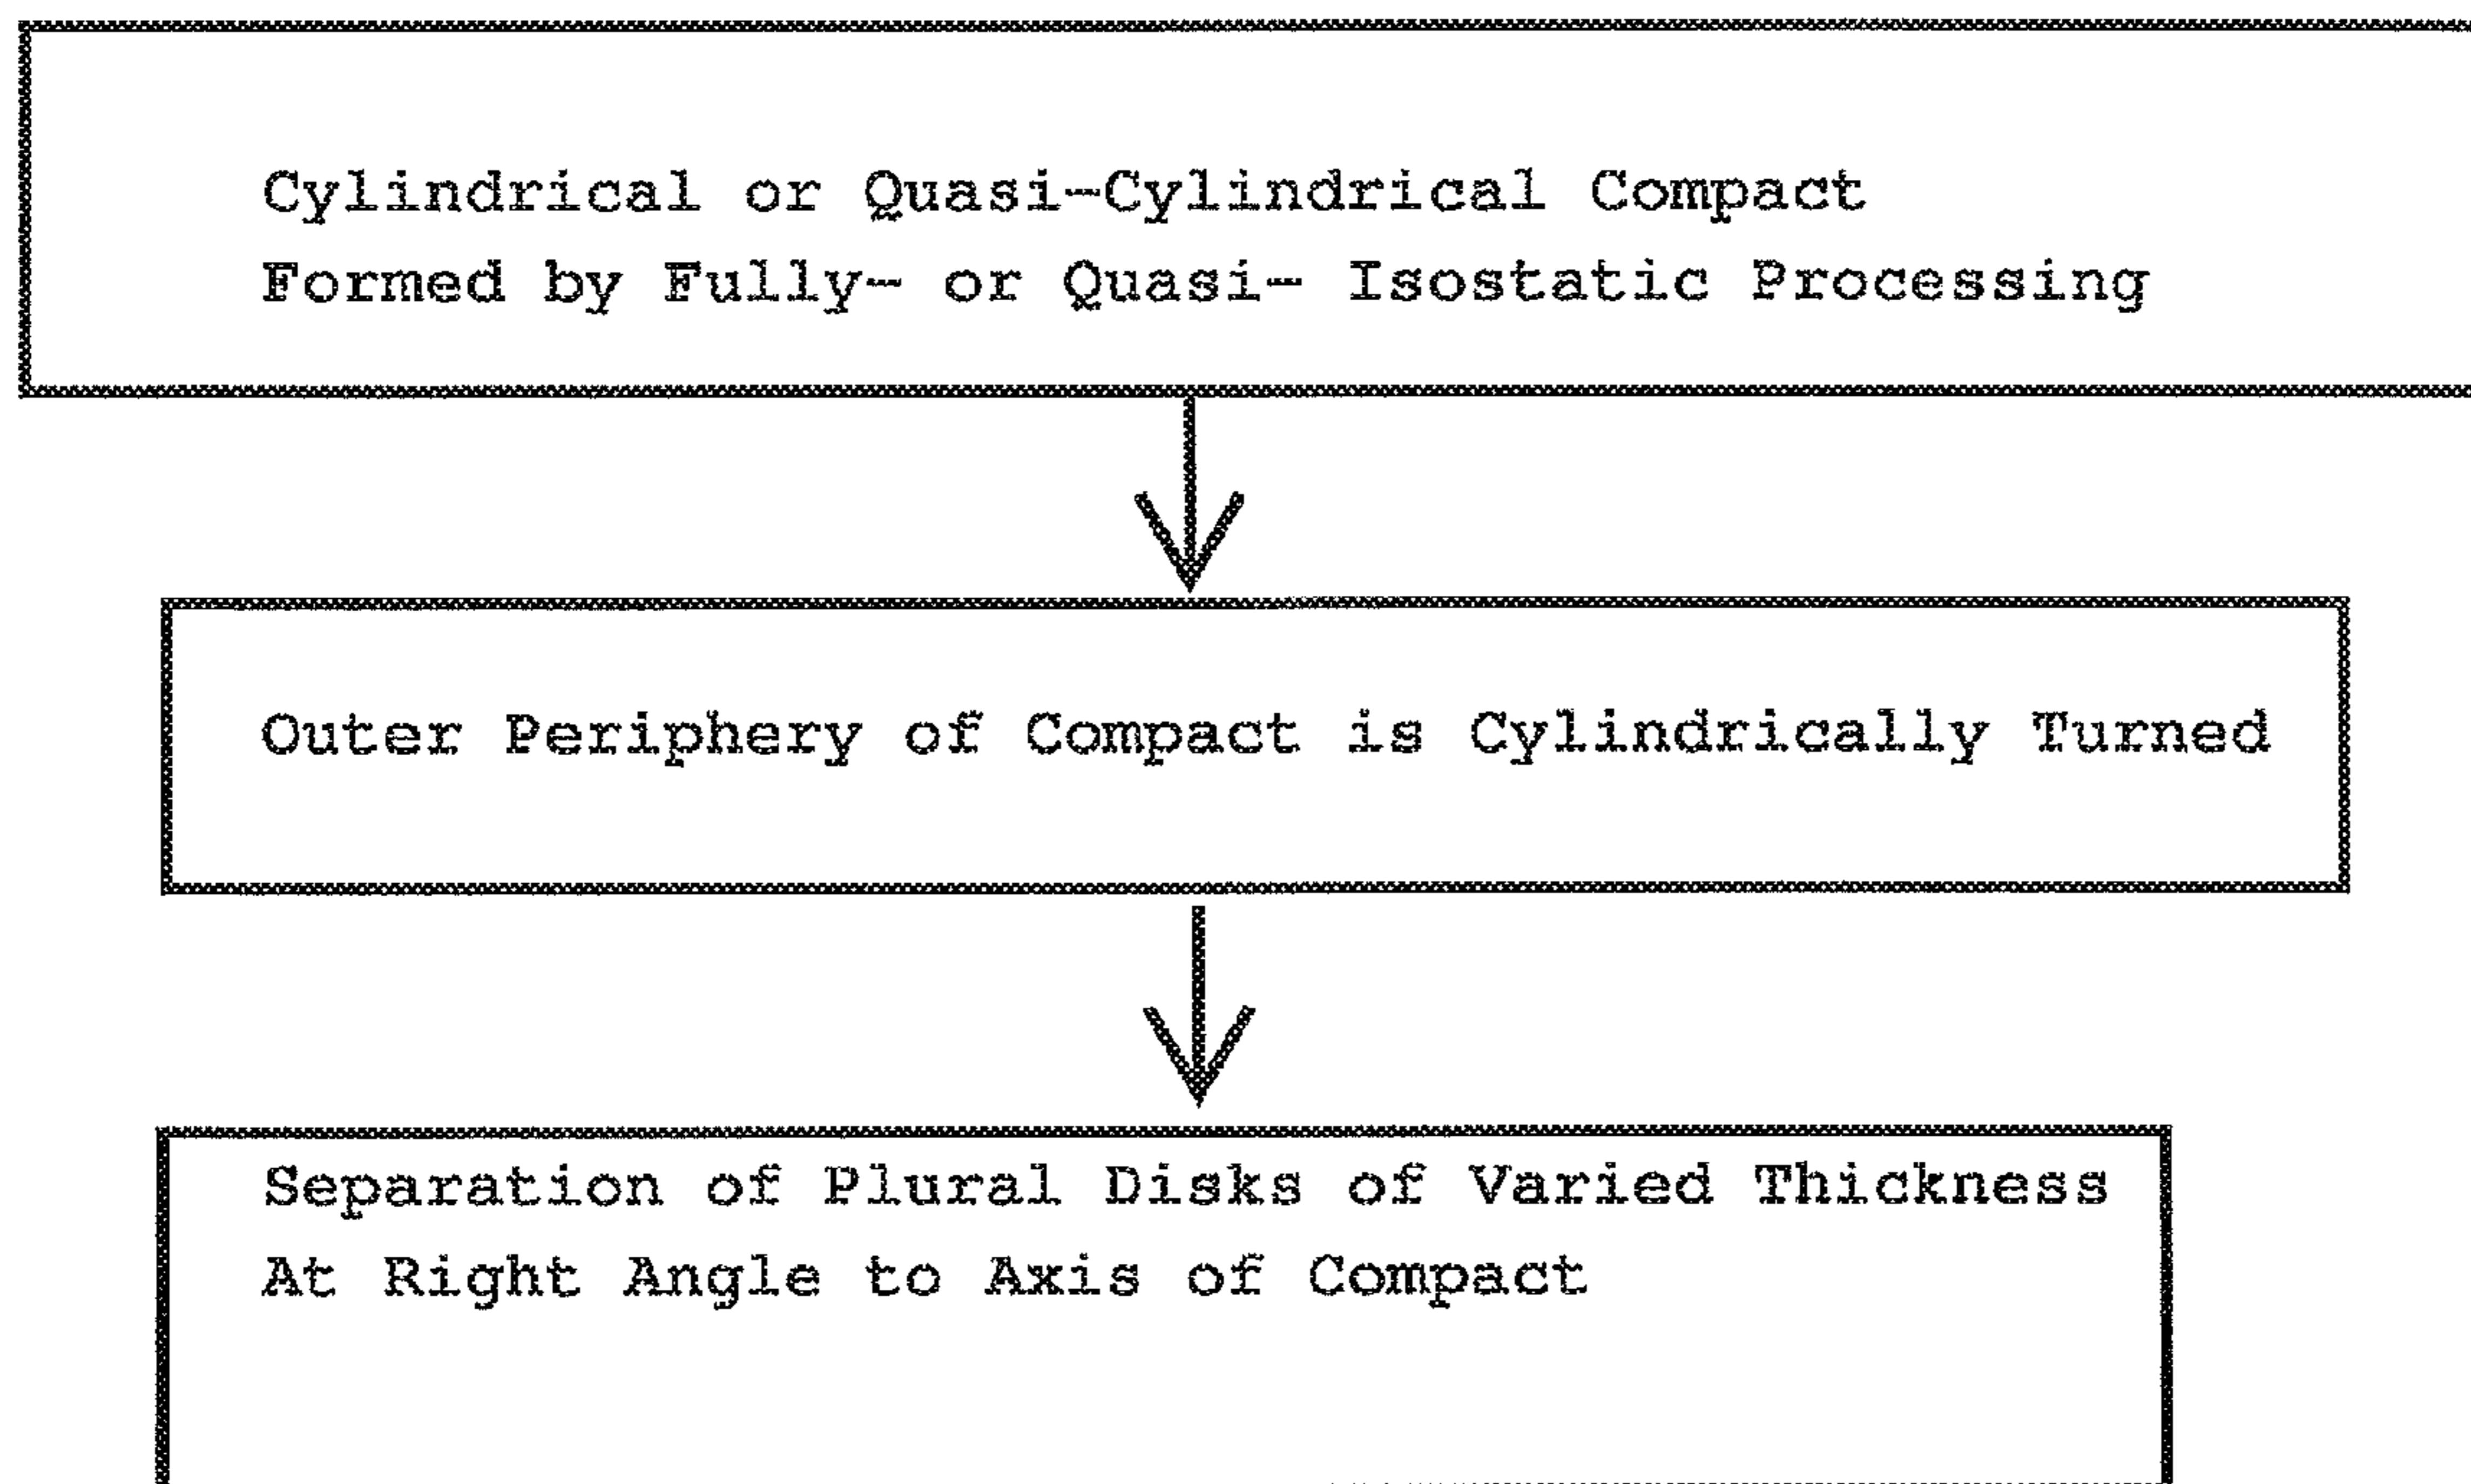 Cylindrical or Quasi-Cylindrical Compact
Formed by Fully- or Quasi- Isostatic Processing
Outer Periphery of Compact is Cylindrically Turned
Separation of Plural Disks of Varied Thickness
At Right Angle to Axis of Compact